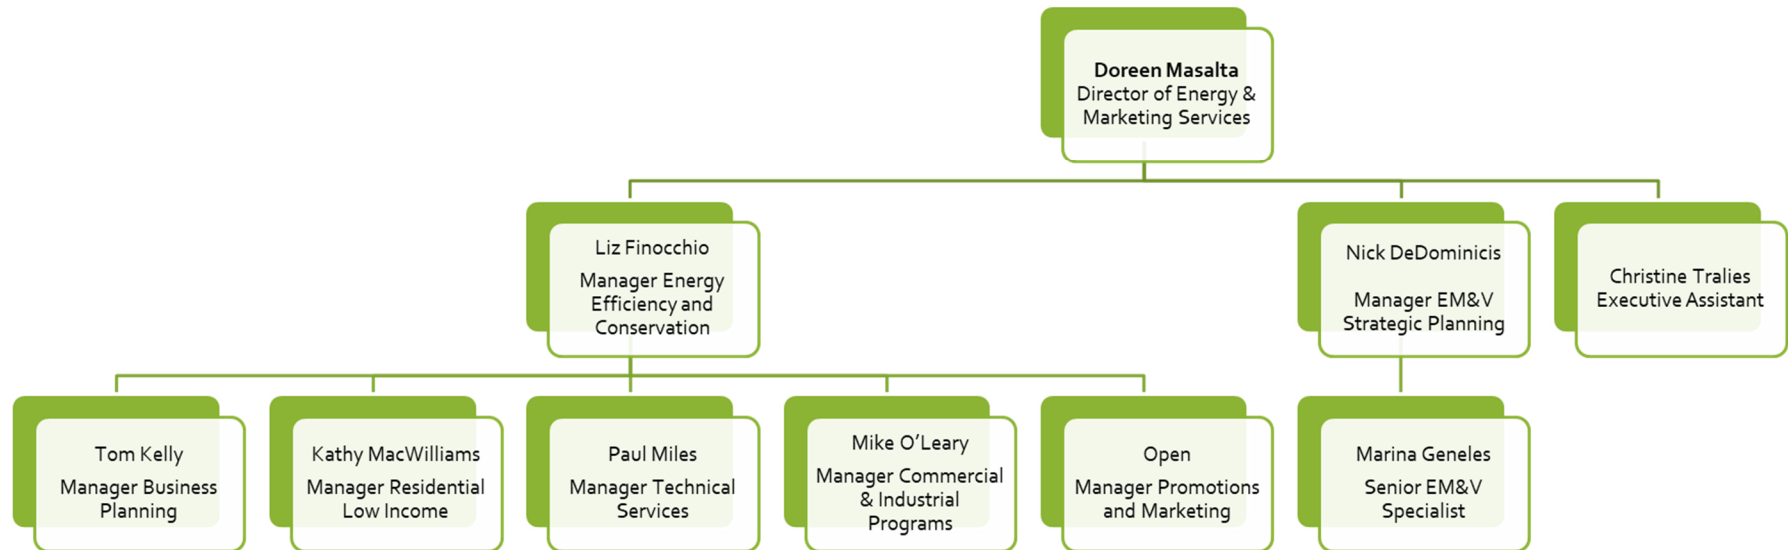 Doreen Masalta
Director of Energy &
Marketing Services
Liz Finocchio
Manager Energy
Efficiency and
Conservation
Nick DeDominicis
Manager EM&V
Strategic Planning
Christine Tralies
Executive Assistant
Tom Kelly
Manager Business
Planning
Kathy MacWilliams
Manager Residential
Low Income
Paul Miles
Manager Technical
Services
Mike O’Leary
Manager Commercial
& Industrial
Programs
Open
Manager Promotions
and Marketing
Marina Geneles
Senior EM&V
Specialist